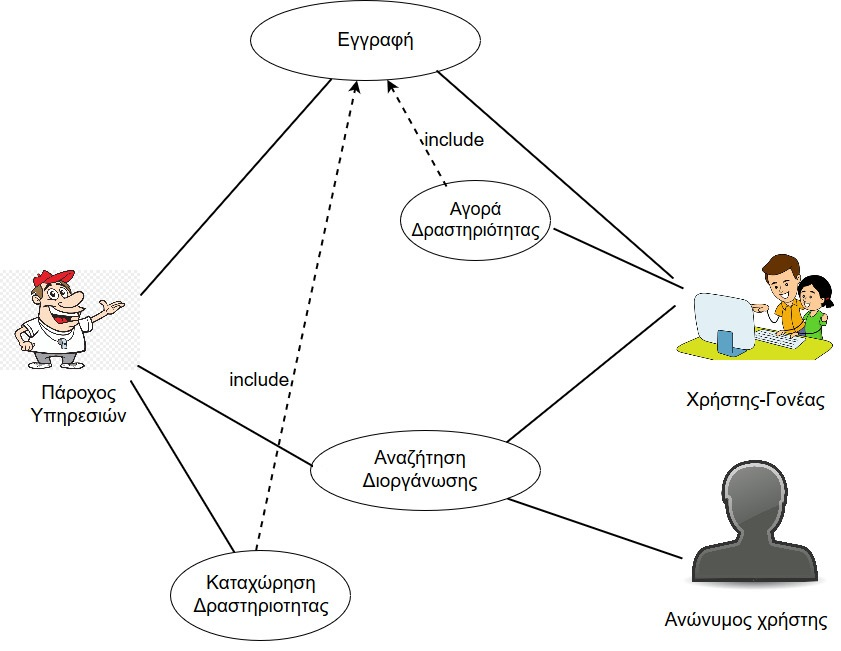 Εγγραφή
include
Αγορά
Δραστηριότητας
include
Πάροχος
Υπηρεσιών
Χρήστης-Γονέας
Αναζήτηση
Διοργάνωσης
Καταχώρηση
Δραστηριοτητας
Ανώνυμος χρήστης